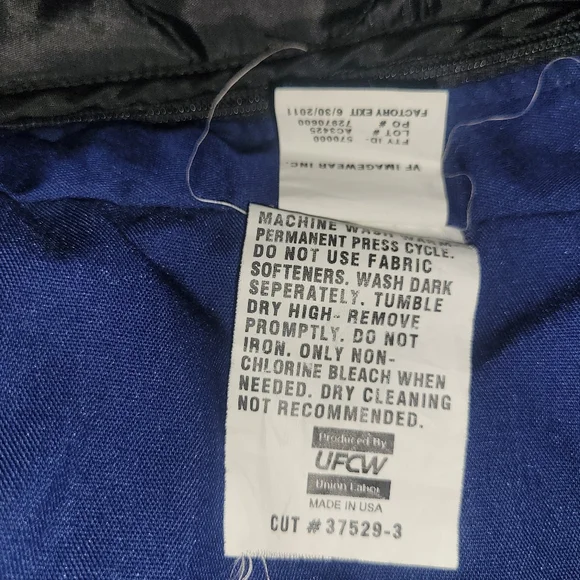 VF IMAGEWEAR INC.
FTY ID- 570000
LOT # AC3425
PO # 72970600
FACTORY EXIT 6/30/2011
MACHINE WASH WARM
PERMANENT PRESS CYCLE.
DO NOT USE FABRIC
SOFTENERS. WASH DARK
SEPERATELY. TUMBLE
DRY HIGH- REMOVE
PROMPTLY. DO NOT
IRON. ONLY NON-
CHLORINE BLEACH WHEN
NEEDED. DRY CLEANING
NOT RECOMMENDED.
Produced By
UFCW
Union Labor
MADE IN USA
CUT # 37529-3